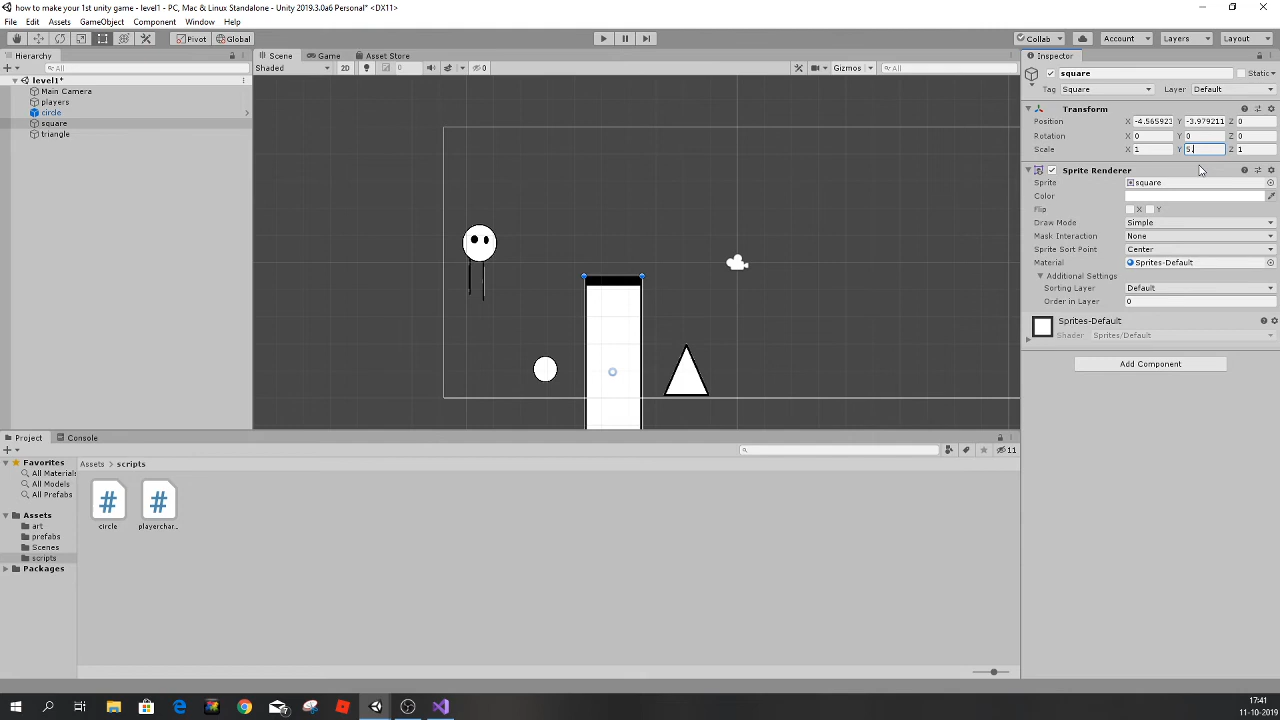 how to make your 1st unity game - level1 - PC, Mac & Linux Standalone - Unity 2019.3.0a6 Personal* <DX11>
File Edit Assets GameObject Component Window Help
Pivot Global Collab Account Layers Layout
Hierarchy Scene Game Asset Store Inspector
All Shaded 2D 0 0 Gizmos All
square Static
level1*
Tag Square Layer Default
Main Camera
players
circle
square
triangle
Transform
Position X -4.565923 Y -3.979211 Z 0
Rotation X 0 Y 0 Z 0
Scale X 1 Y 5. Z 1
Sprite Renderer
Sprite square
Color
Flip X Y
Draw Mode Simple
Mask Interaction None
Sprite Sort Point Center
Material Sprites-Default
Additional Settings
Sorting Layer Default
Order in Layer 0
Sprites-Default
Shader Sprites/Default
Add Component
Project Console
11
Favorites
All Materials
All Models
All Prefabs
Assets
art
prefabs
Scenes
scripts
Packages
Assets > scripts
circle playerchar...
17:41
11-10-2019